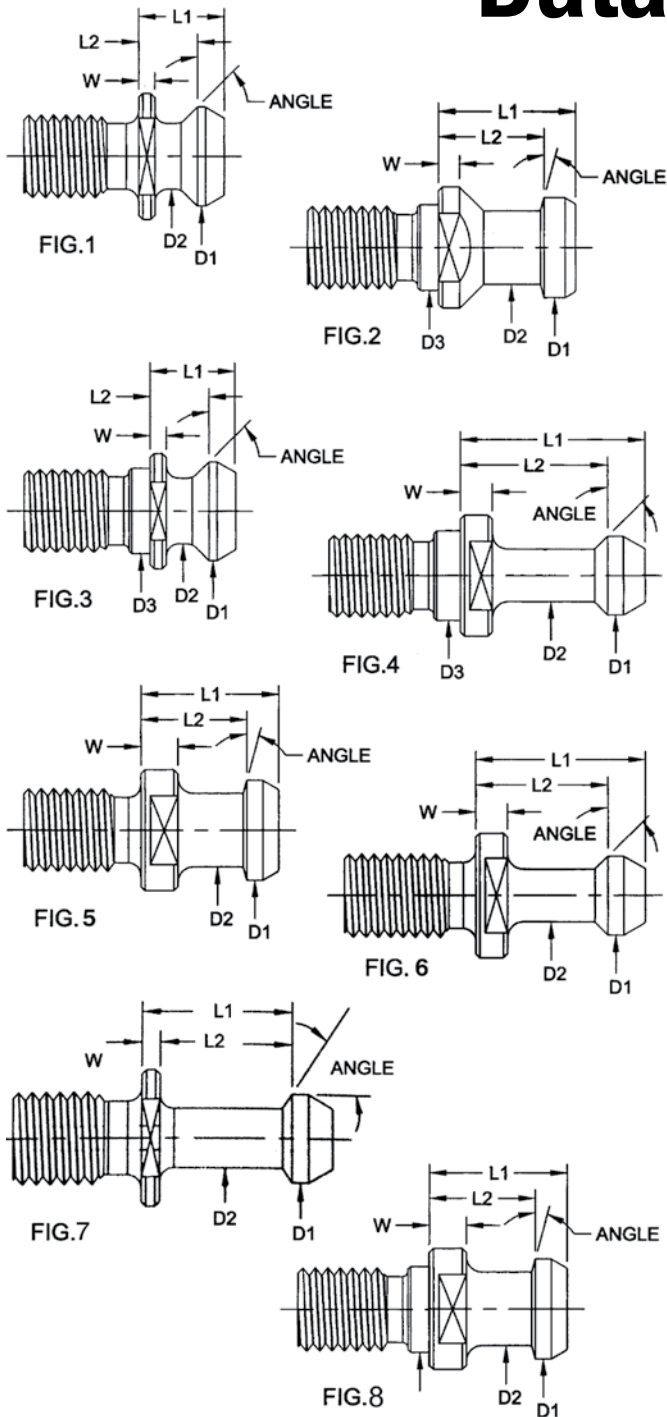 Data
L1
L2
W
ANGLE
D2
D1
FIG.1
L1
L2
W
ANGLE
D2
D3
D1
FIG.2
L1
L2
W
ANGLE
D2
D3
D1
FIG.3
L1
L2
W
ANGLE
D2
D3
D1
FIG.4
L1
L2
W
ANGLE
D2
D1
FIG.5
L1
L2
W
ANGLE
D2
D1
FIG. 6
L1
L2
W
ANGLE
D2
D1
FIG.7
L1
L2
W
ANGLE
D2
D1
FIG.8